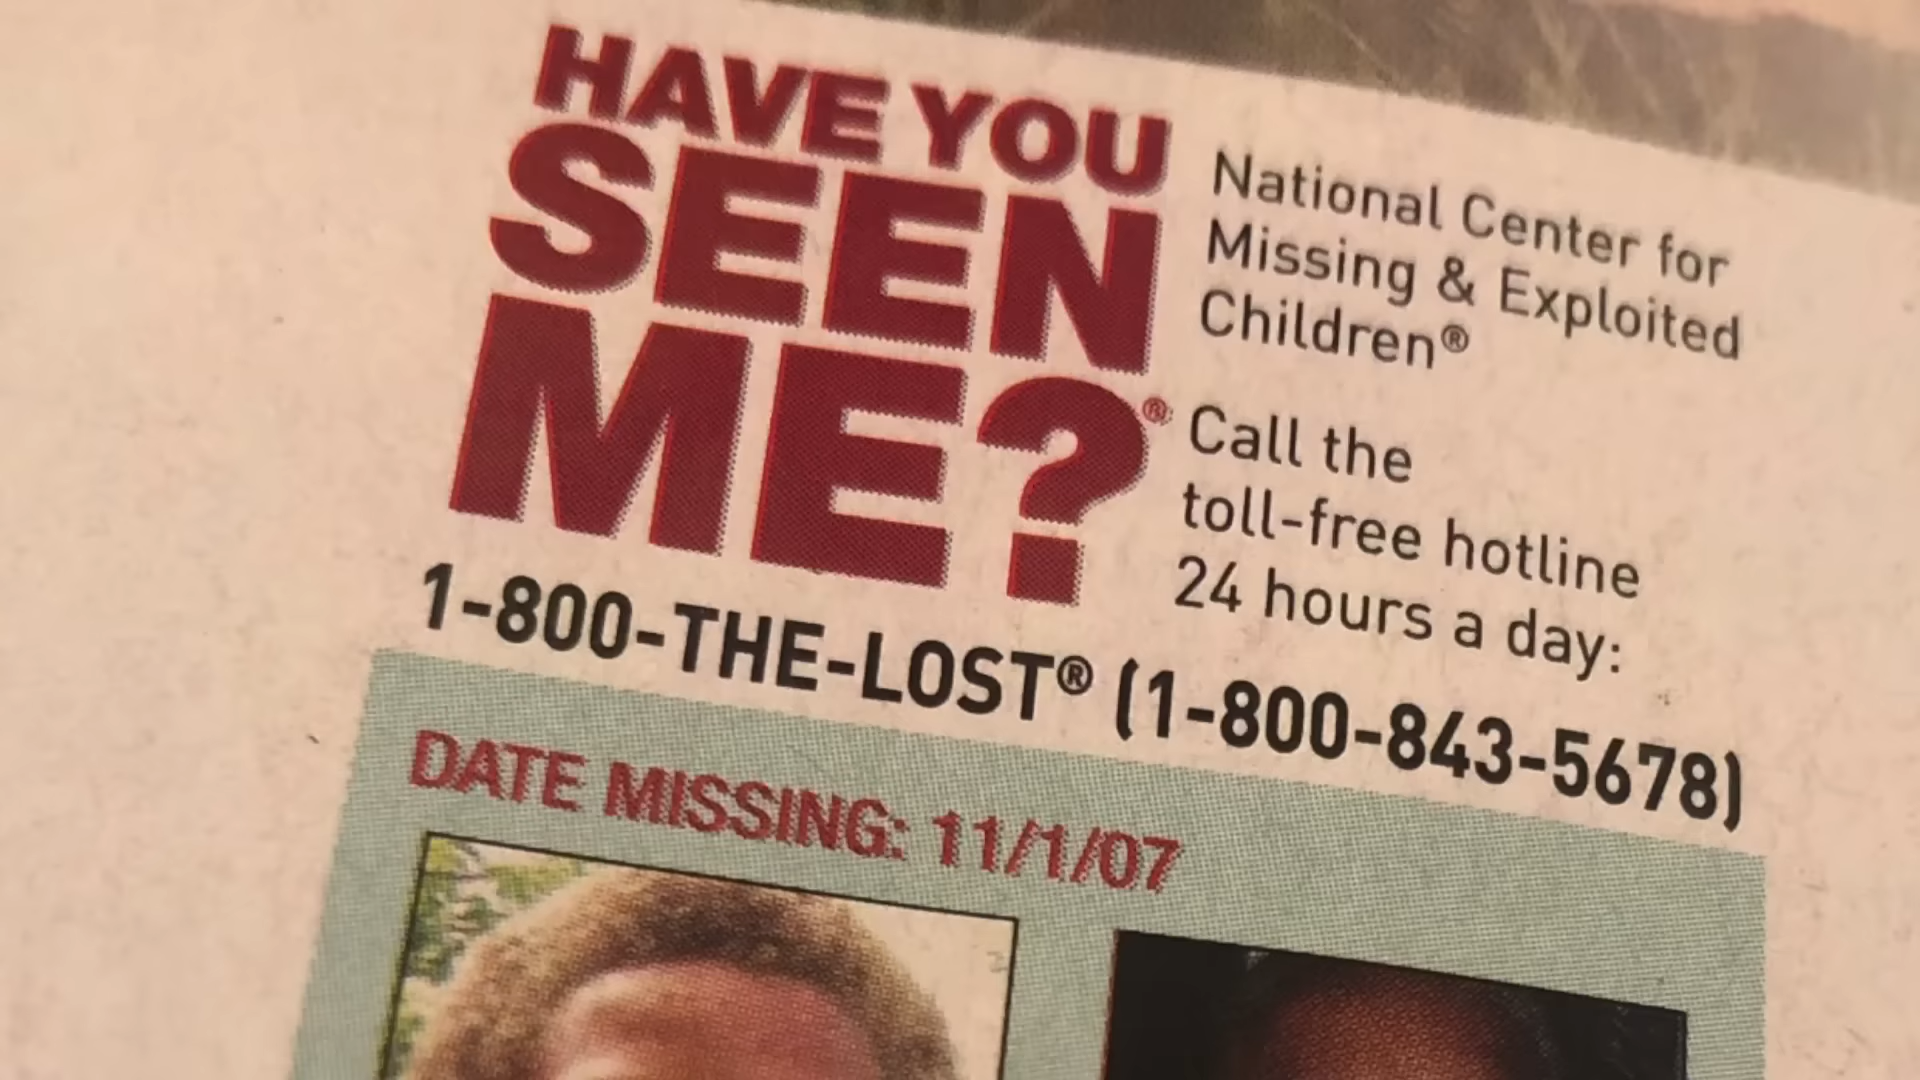 HAVE YOU
SEEN
ME?®
National Center for
Missing & Exploited
Children®
Call the
toll-free hotline
24 hours a day:
1-800-THE-LOST® (1-800-843-5678)
DATE MISSING: 11/1/07